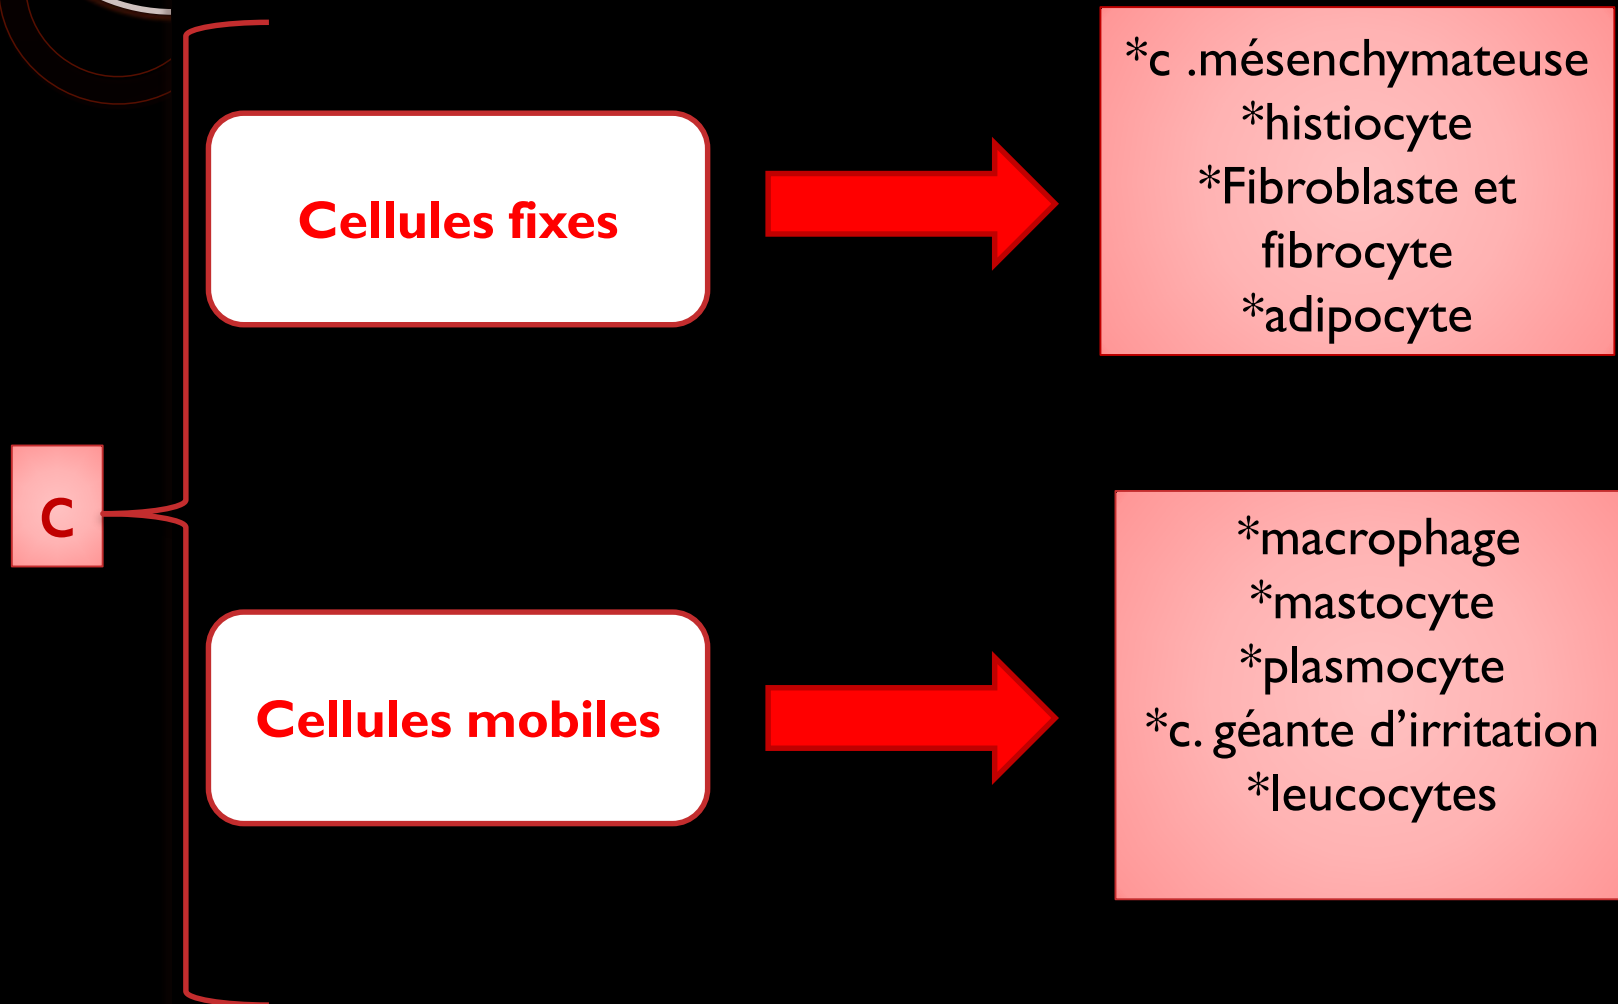 C
Cellules fixes
*c .mésenchymateuse
*histiocyte
*Fibroblaste et
fibrocyte
*adipocyte
Cellules mobiles
*macrophage
*mastocyte
*plasmocyte
*c. géante d’irritation
*leucocytes